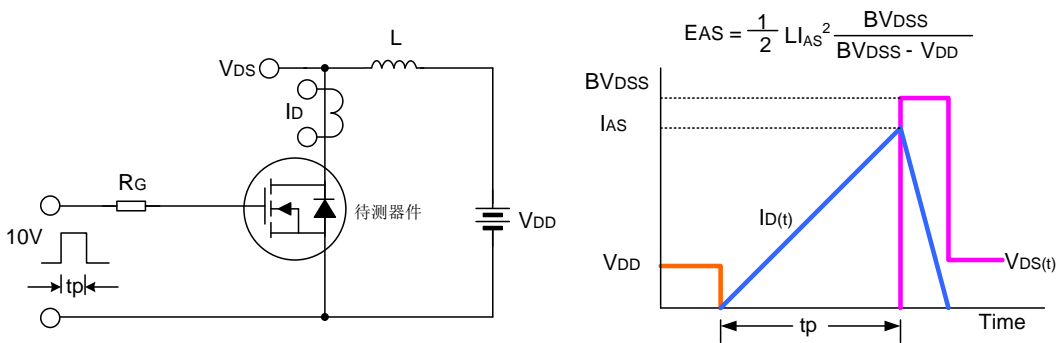 L
VDS
ID
RG
待测器件
10V
VDD
tp
EAS = 1/2 LIAS² BVDSS / BVDSS - VDD
BVDSS
IAS
ID(t)
VDD
VDS(t)
tp
Time